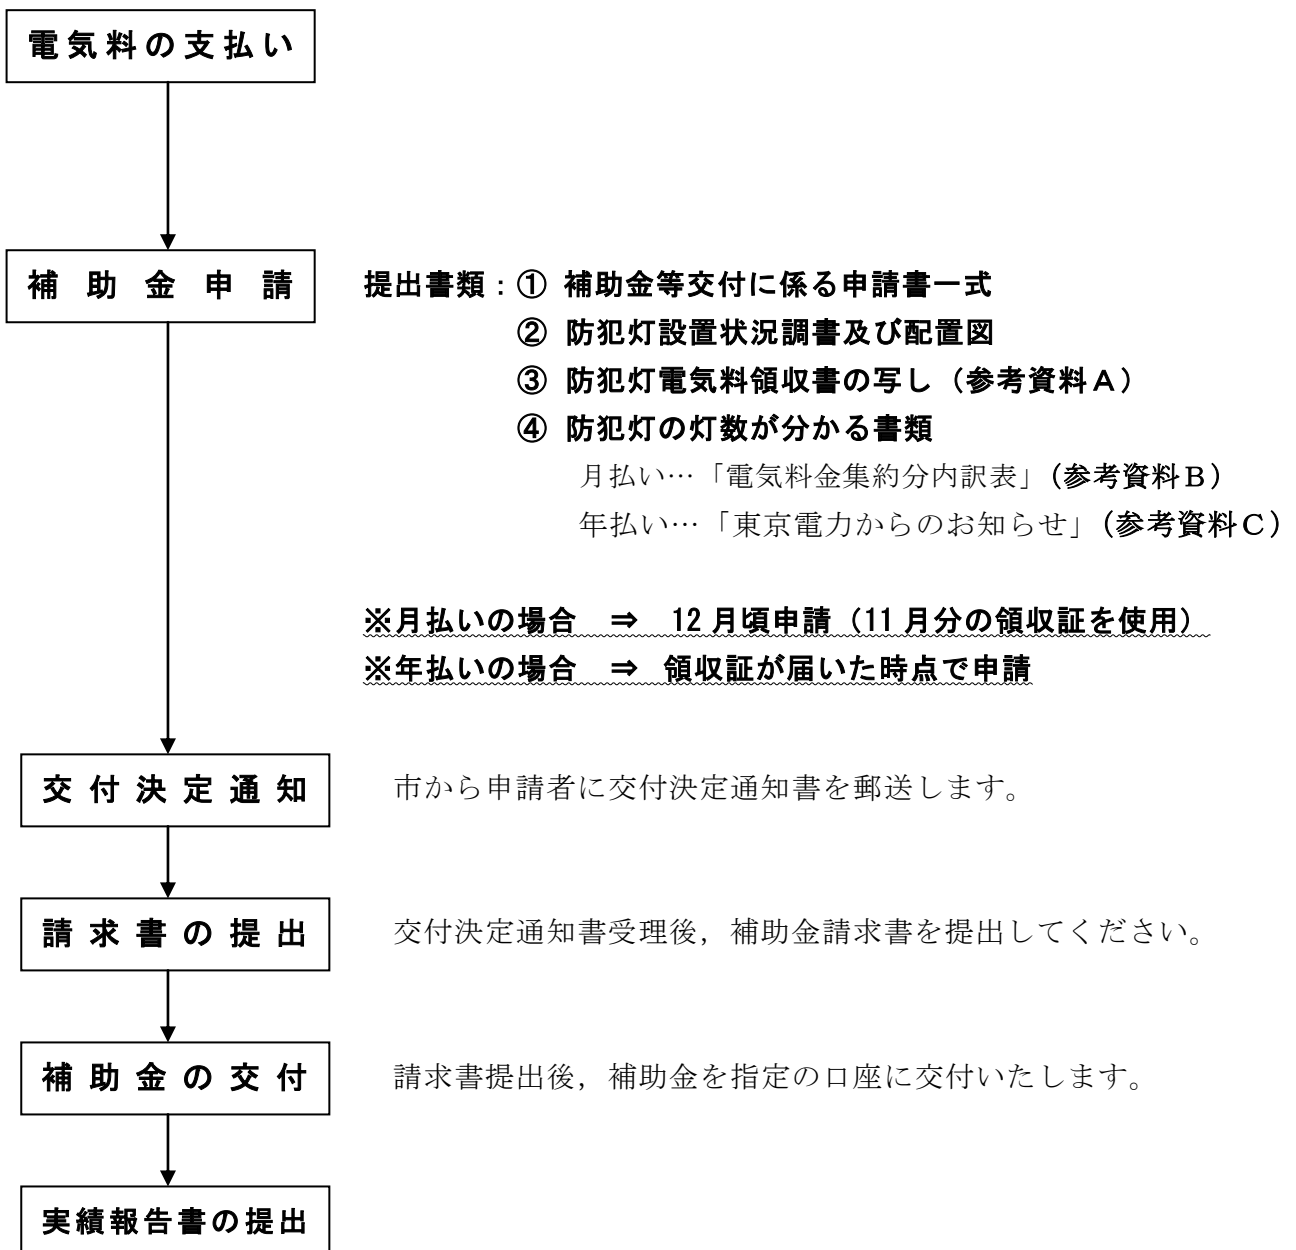 電気料の支払い
補助金申請
提出書類：① 補助金等交付に係る申請書一式
② 防犯灯設置状況調書及び配置図
③ 防犯灯電気料領収書の写し（参考資料Ａ）
④ 防犯灯の灯数が分かる書類
月払い…「電気料金集約分内訳表」（参考資料Ｂ）
年払い…「東京電力からのお知らせ」（参考資料Ｃ）
※月払いの場合　⇒　12月頃申請（11月分の領収証を使用）
※年払いの場合　⇒　領収証が届いた時点で申請
交付決定通知
市から申請者に交付決定通知書を郵送します。
請求書の提出
交付決定通知書受理後，補助金請求書を提出してください。
補助金の交付
請求書提出後，補助金を指定の口座に交付いたします。
実績報告書の提出